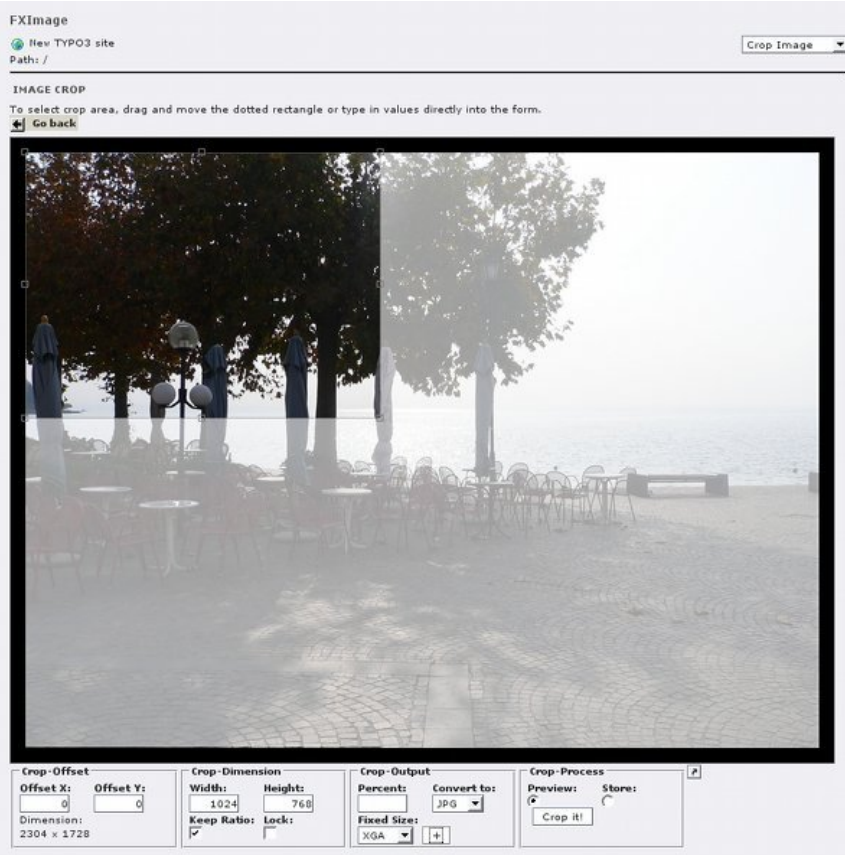 FXImage
New TYPO3 site
Crop Image
Path: /
IMAGE CROP
To select crop area, drag and move the dotted rectangle or type in values directly into the form.
Go back
Crop-Offset
Offset X: Offset Y:
0 0
Dimension:
2304 x 1728
Crop-Dimension
Width: Height:
1024 768
Keep Ratio: Lock:
Crop-Output
Percent: Convert to:
JPG
Fixed Size:
XGA [+]
Crop-Process
Preview: Store:
Crop it!